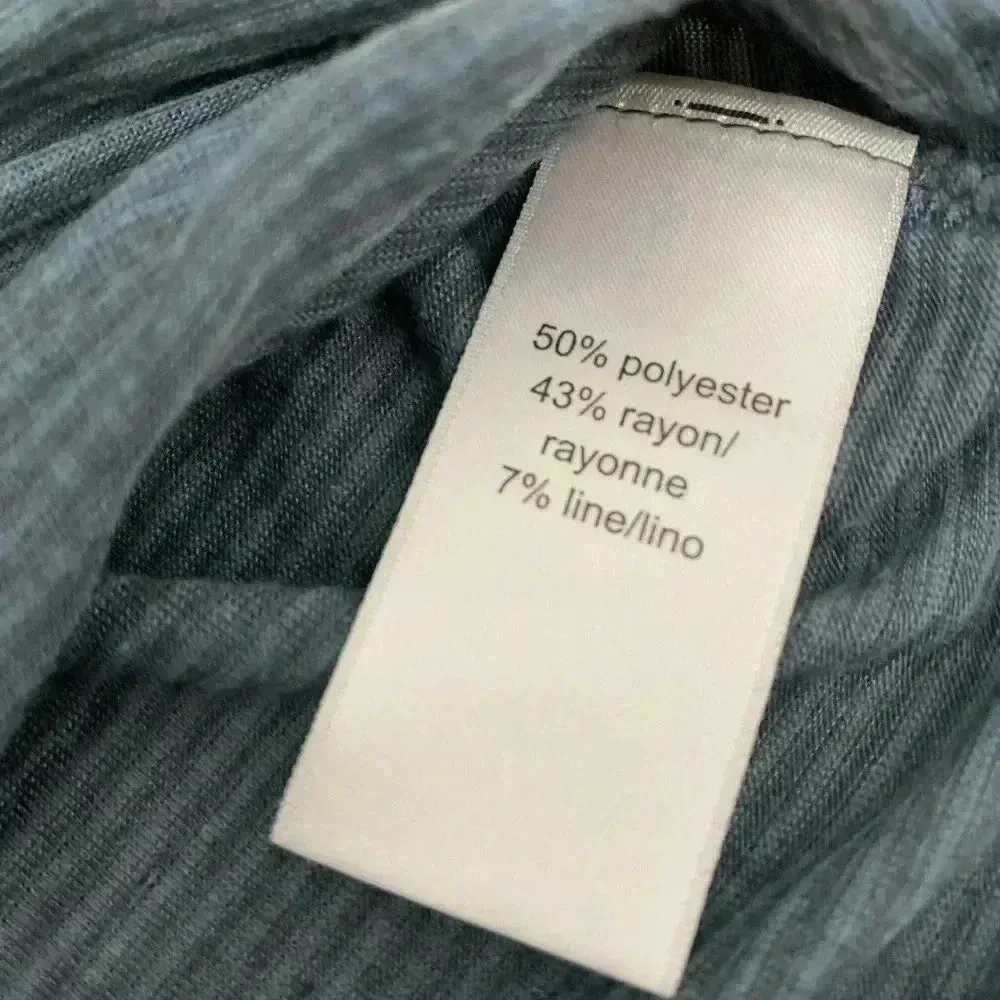 50% polyester
43% rayon/
rayonne
7% line/lino